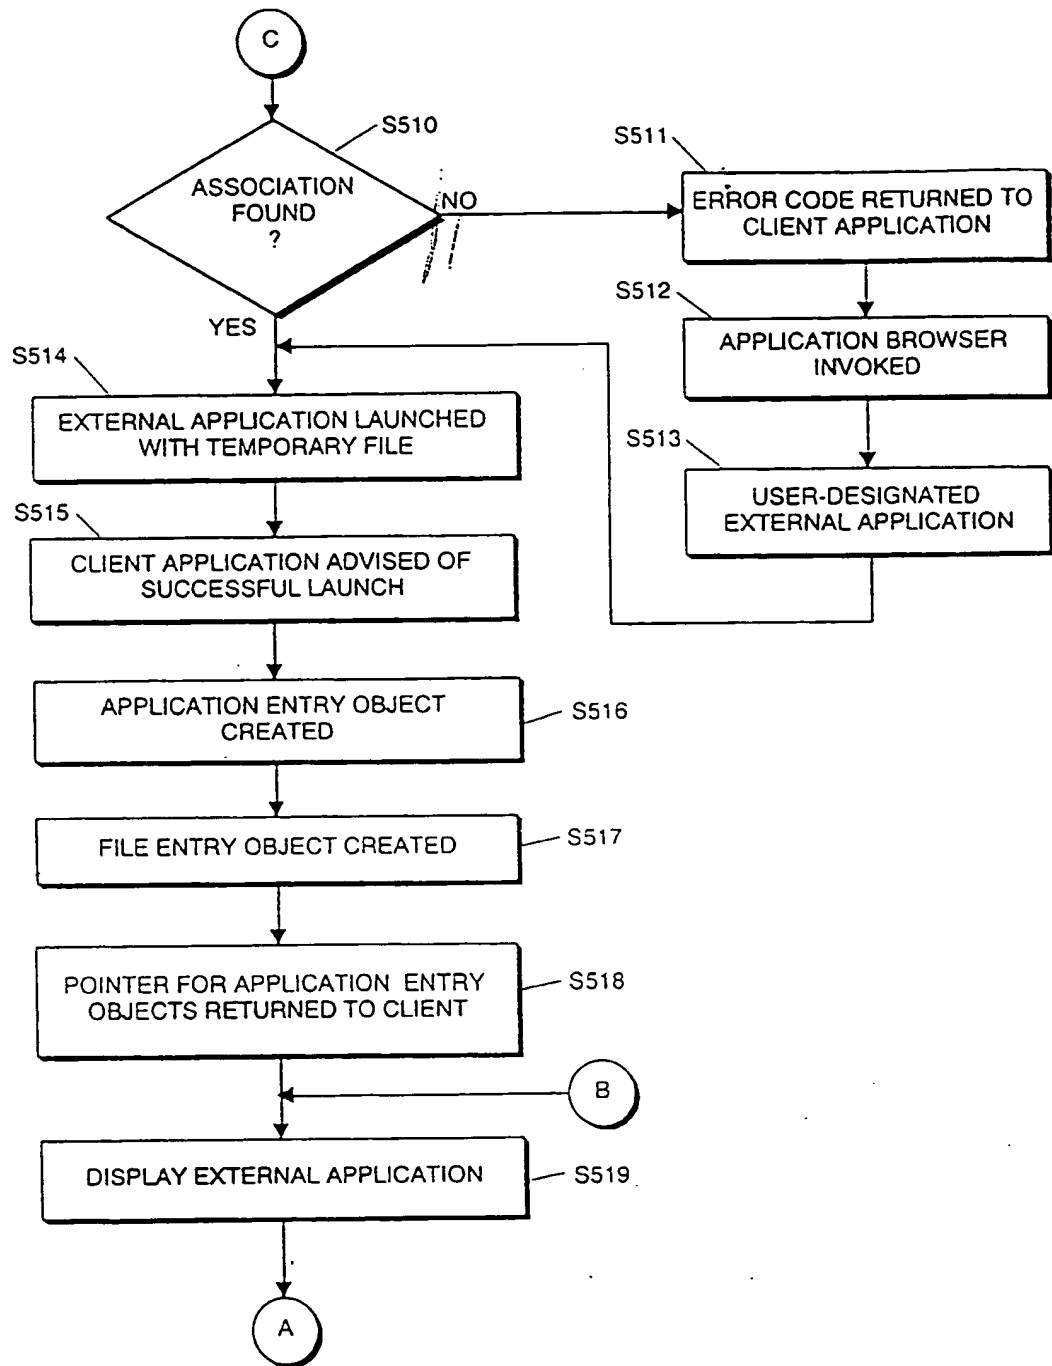 C
S510
ASSOCIATION
FOUND
?
NO
YES
S511
ERROR CODE RETURNED TO
CLIENT APPLICATION
S512
APPLICATION BROWSER
INVOKED
S513
USER-DESIGNATED
EXTERNAL APPLICATION
S514
EXTERNAL APPLICATION LAUNCHED
WITH TEMPORARY FILE
S515
CLIENT APPLICATION ADVISED OF
SUCCESSFUL LAUNCH
APPLICATION ENTRY OBJECT
CREATED
S516
FILE ENTRY OBJECT CREATED
S517
POINTER FOR APPLICATION ENTRY
OBJECTS RETURNED TO CLIENT
S518
B
DISPLAY EXTERNAL APPLICATION
S519
A